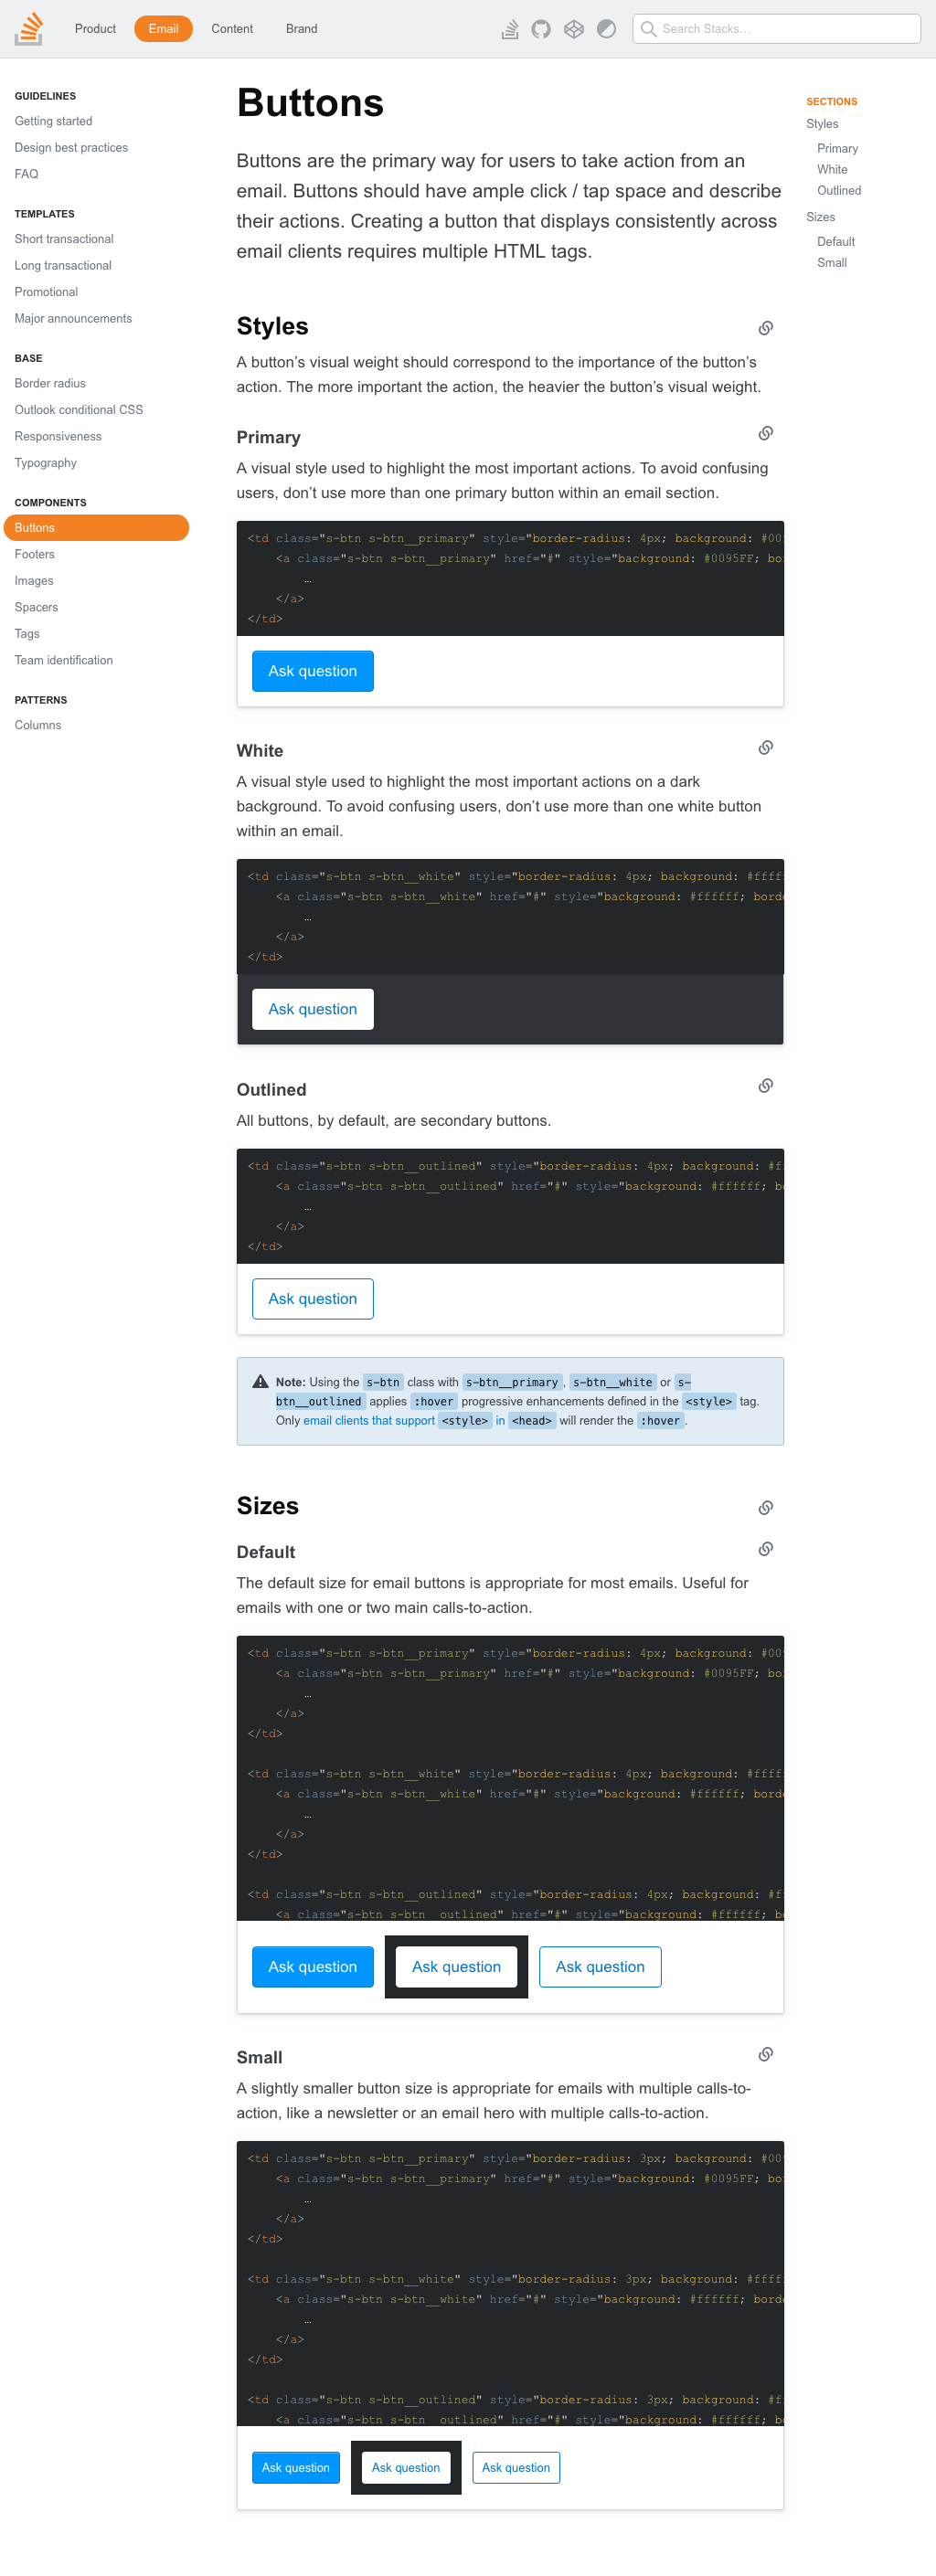 Product
Email
Content
Brand
Search Stacks…
GUIDELINES
Getting started
Design best practices
FAQ
TEMPLATES
Short transactional
Long transactional
Promotional
Major announcements
BASE
Border radius
Outlook conditional CSS
Responsiveness
Typography
COMPONENTS
Buttons
Footers
Images
Spacers
Tags
Team identification
PATTERNS
Columns
Buttons
Buttons are the primary way for users to take action from an
email. Buttons should have ample click / tap space and describe
their actions. Creating a button that displays consistently across
email clients requires multiple HTML tags.
Styles
A button’s visual weight should correspond to the importance of the button’s
action. The more important the action, the heavier the button’s visual weight.
Primary
A visual style used to highlight the most important actions. To avoid confusing
users, don’t use more than one primary button within an email section.
<td class="s-btn s-btn__primary" style="border-radius: 4px; background: #00
<a class="s-btn s-btn__primary" href="#" style="background: #0095FF; bo
…
</a>
</td>
Ask question
White
A visual style used to highlight the most important actions on a dark
background. To avoid confusing users, don’t use more than one white button
within an email.
<td class="s-btn s-btn__white" style="border-radius: 4px; background: #ffff
<a class="s-btn s-btn__white" href="#" style="background: #ffffff; bord
…
</a>
</td>
Ask question
Outlined
All buttons, by default, are secondary buttons.
<td class="s-btn s-btn__outlined" style="border-radius: 4px; background: #f
<a class="s-btn s-btn__outlined" href="#" style="background: #ffffff; b
…
</a>
</td>
Ask question
Note: Using the s-btn class with s-btn__primary, s-btn__white or s-
btn__outlined applies :hover progressive enhancements defined in the <style> tag.
Only email clients that support <style> in <head> will render the :hover.
Sizes
Default
The default size for email buttons is appropriate for most emails. Useful for
emails with one or two main calls-to-action.
<td class="s-btn s-btn__primary" style="border-radius: 4px; background: #00
<a class="s-btn s-btn__primary" href="#" style="background: #0095FF; bo
…
</a>
</td>
<td class="s-btn s-btn__white" style="border-radius: 4px; background: #ffff
<a class="s-btn s-btn__white" href="#" style="background: #ffffff; bord
…
</a>
</td>
<td class="s-btn s-btn__outlined" style="border-radius: 4px; background: #f
<a class="s-btn s-btn__outlined" href="#" style="background: #ffffff; b
Ask question
Ask question
Ask question
Small
A slightly smaller button size is appropriate for emails with multiple calls-to-
action, like a newsletter or an email hero with multiple calls-to-action.
<td class="s-btn s-btn__primary" style="border-radius: 3px; background: #00
<a class="s-btn s-btn__primary" href="#" style="background: #0095FF; bo
…
</a>
</td>
<td class="s-btn s-btn__white" style="border-radius: 3px; background: #ffff
<a class="s-btn s-btn__white" href="#" style="background: #ffffff; bord
…
</a>
</td>
<td class="s-btn s-btn__outlined" style="border-radius: 3px; background: #f
<a class="s-btn s-btn__outlined" href="#" style="background: #ffffff; b
Ask question
Ask question
Ask question
SECTIONS
Styles
Primary
White
Outlined
Sizes
Default
Small